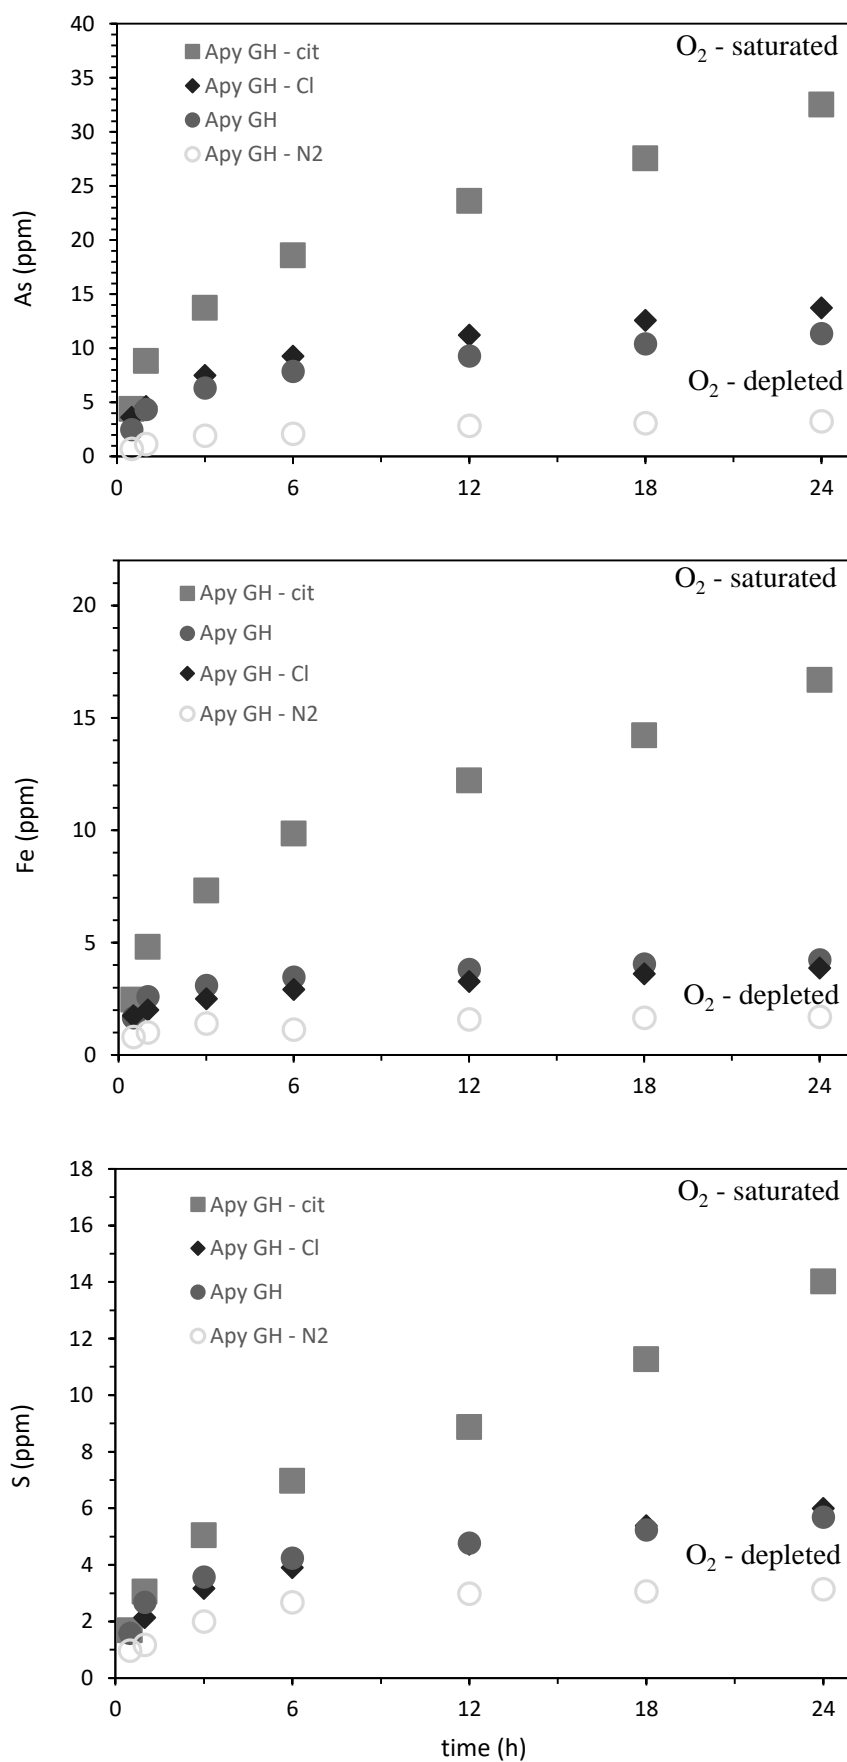 O₂ - saturated
Apy GH - cit
Apy GH - Cl
Apy GH
Apy GH - N2
40
35
30
25
20
15
10
5
0
As (ppm)
O₂ - depleted
0 6 12 18 24
O₂ - saturated
Apy GH - cit
Apy GH
Apy GH - Cl
Apy GH - N2
20
15
10
5
0
Fe (ppm)
O₂ - depleted
0 6 12 18 24
O₂ - saturated
Apy GH - cit
Apy GH - Cl
Apy GH
Apy GH - N2
18
16
14
12
10
8
6
4
2
0
S (ppm)
O₂ - depleted
0 6 12 18 24
time (h)